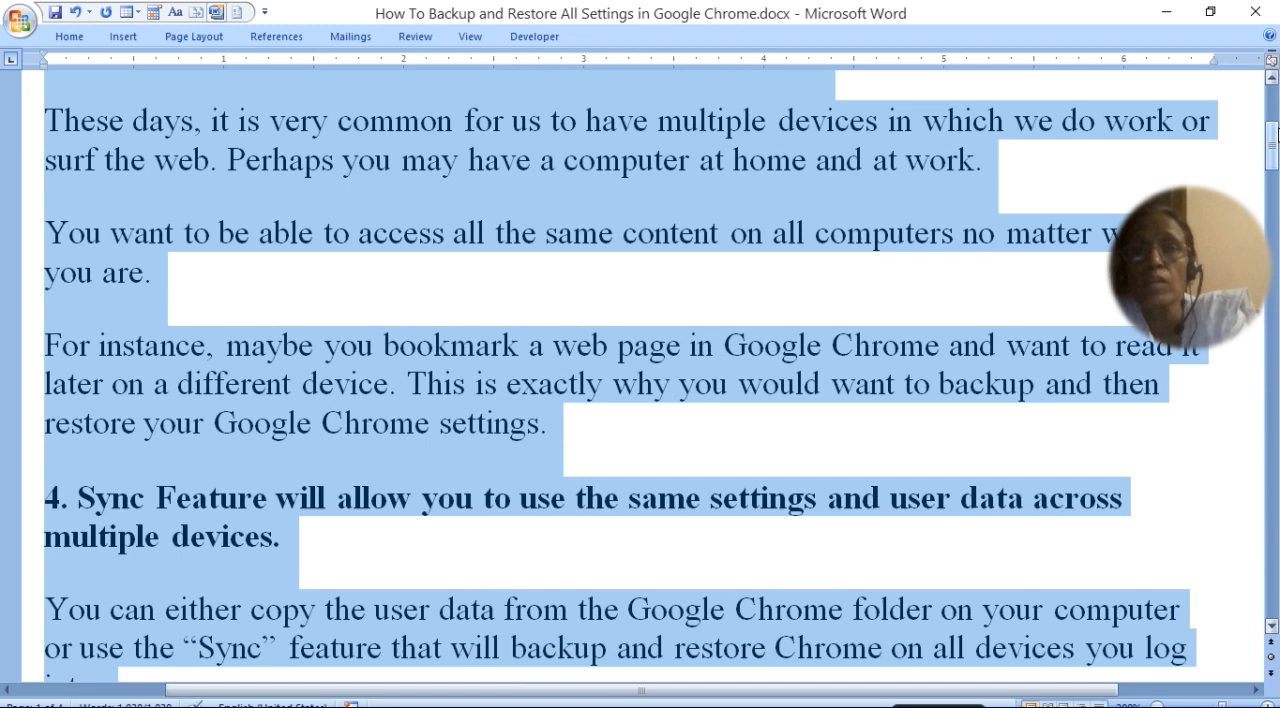 How To Backup and Restore All Settings in Google Chrome.docx - Microsoft Word
Home Insert Page Layout References Mailings Review View Developer
1 2 3 4 5 6
These days, it is very common for us to have multiple devices in which we do work or
surf the web. Perhaps you may have a computer at home and at work.
You want to be able to access all the same content on all computers no matter
you are.
For instance, maybe you bookmark a web page in Google Chrome and want to read it
later on a different device. This is exactly why you would want to backup and then
restore your Google Chrome settings.
4. Sync Feature will allow you to use the same settings and user data across
multiple devices.
You can either copy the user data from the Google Chrome folder on your computer
or use the “Sync” feature that will backup and restore Chrome on all devices you log